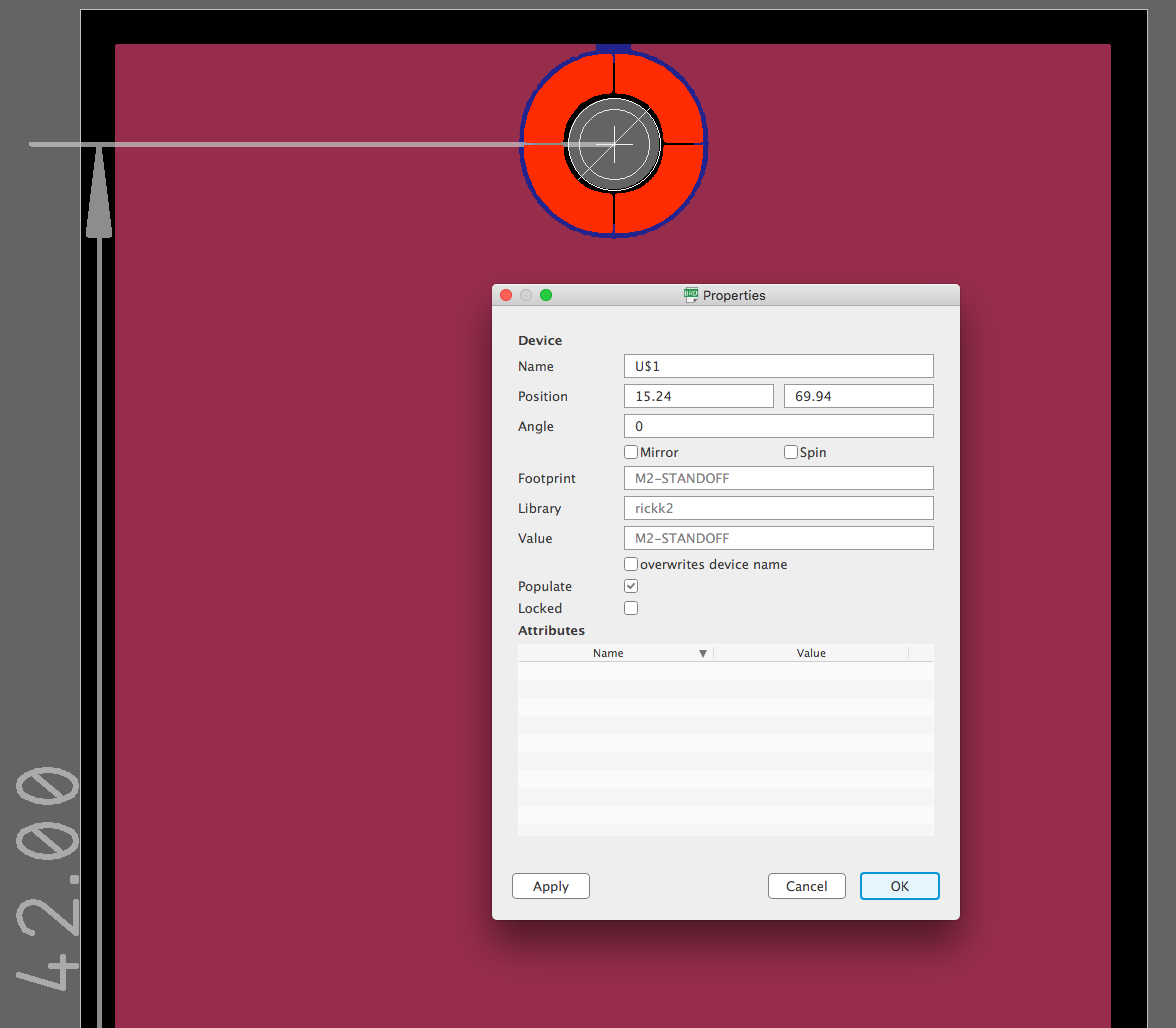 BRD Properties
Device
Name U$1
Position 15.24 69.94
Angle 0
Mirror Spin
Footprint M2-STANDOFF
Library rickk2
Value M2-STANDOFF
overwrites device name
Populate
Locked
Attributes
Name ▼ Value
Apply Cancel OK
42.00